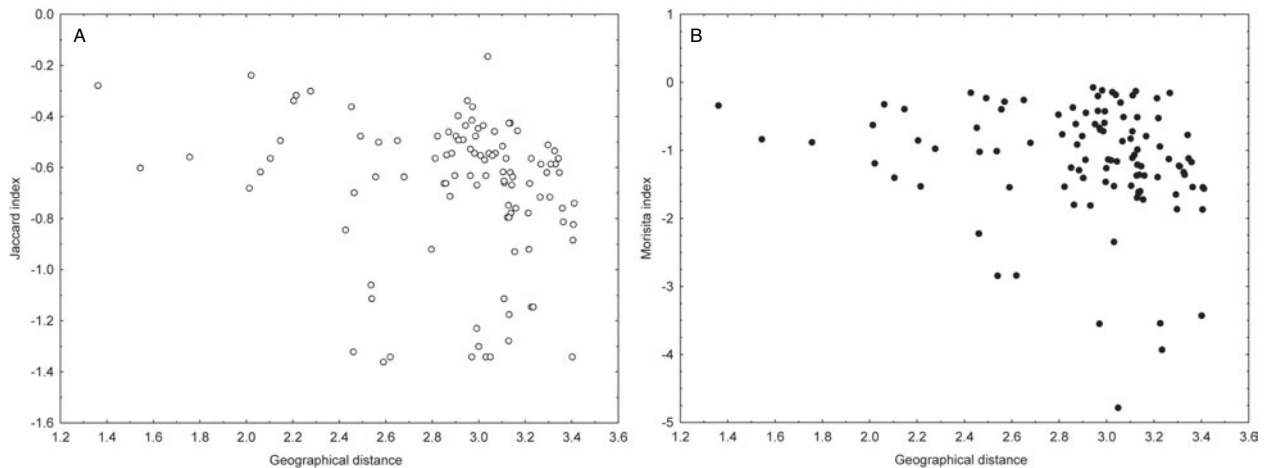 A
0.0
-0.2
-0.4
-0.6
-0.8
-1.0
-1.2
-1.4
-1.6
Jaccard index
1.2 1.4 1.6 1.8 2.0 2.2 2.4 2.6 2.8 3.0 3.2 3.4 3.6
Geographical distance
B
1
0
-1
-2
-3
-4
-5
Morisita index
1.2 1.4 1.6 1.8 2.0 2.2 2.4 2.6 2.8 3.0 3.2 3.4 3.6
Geographical distance